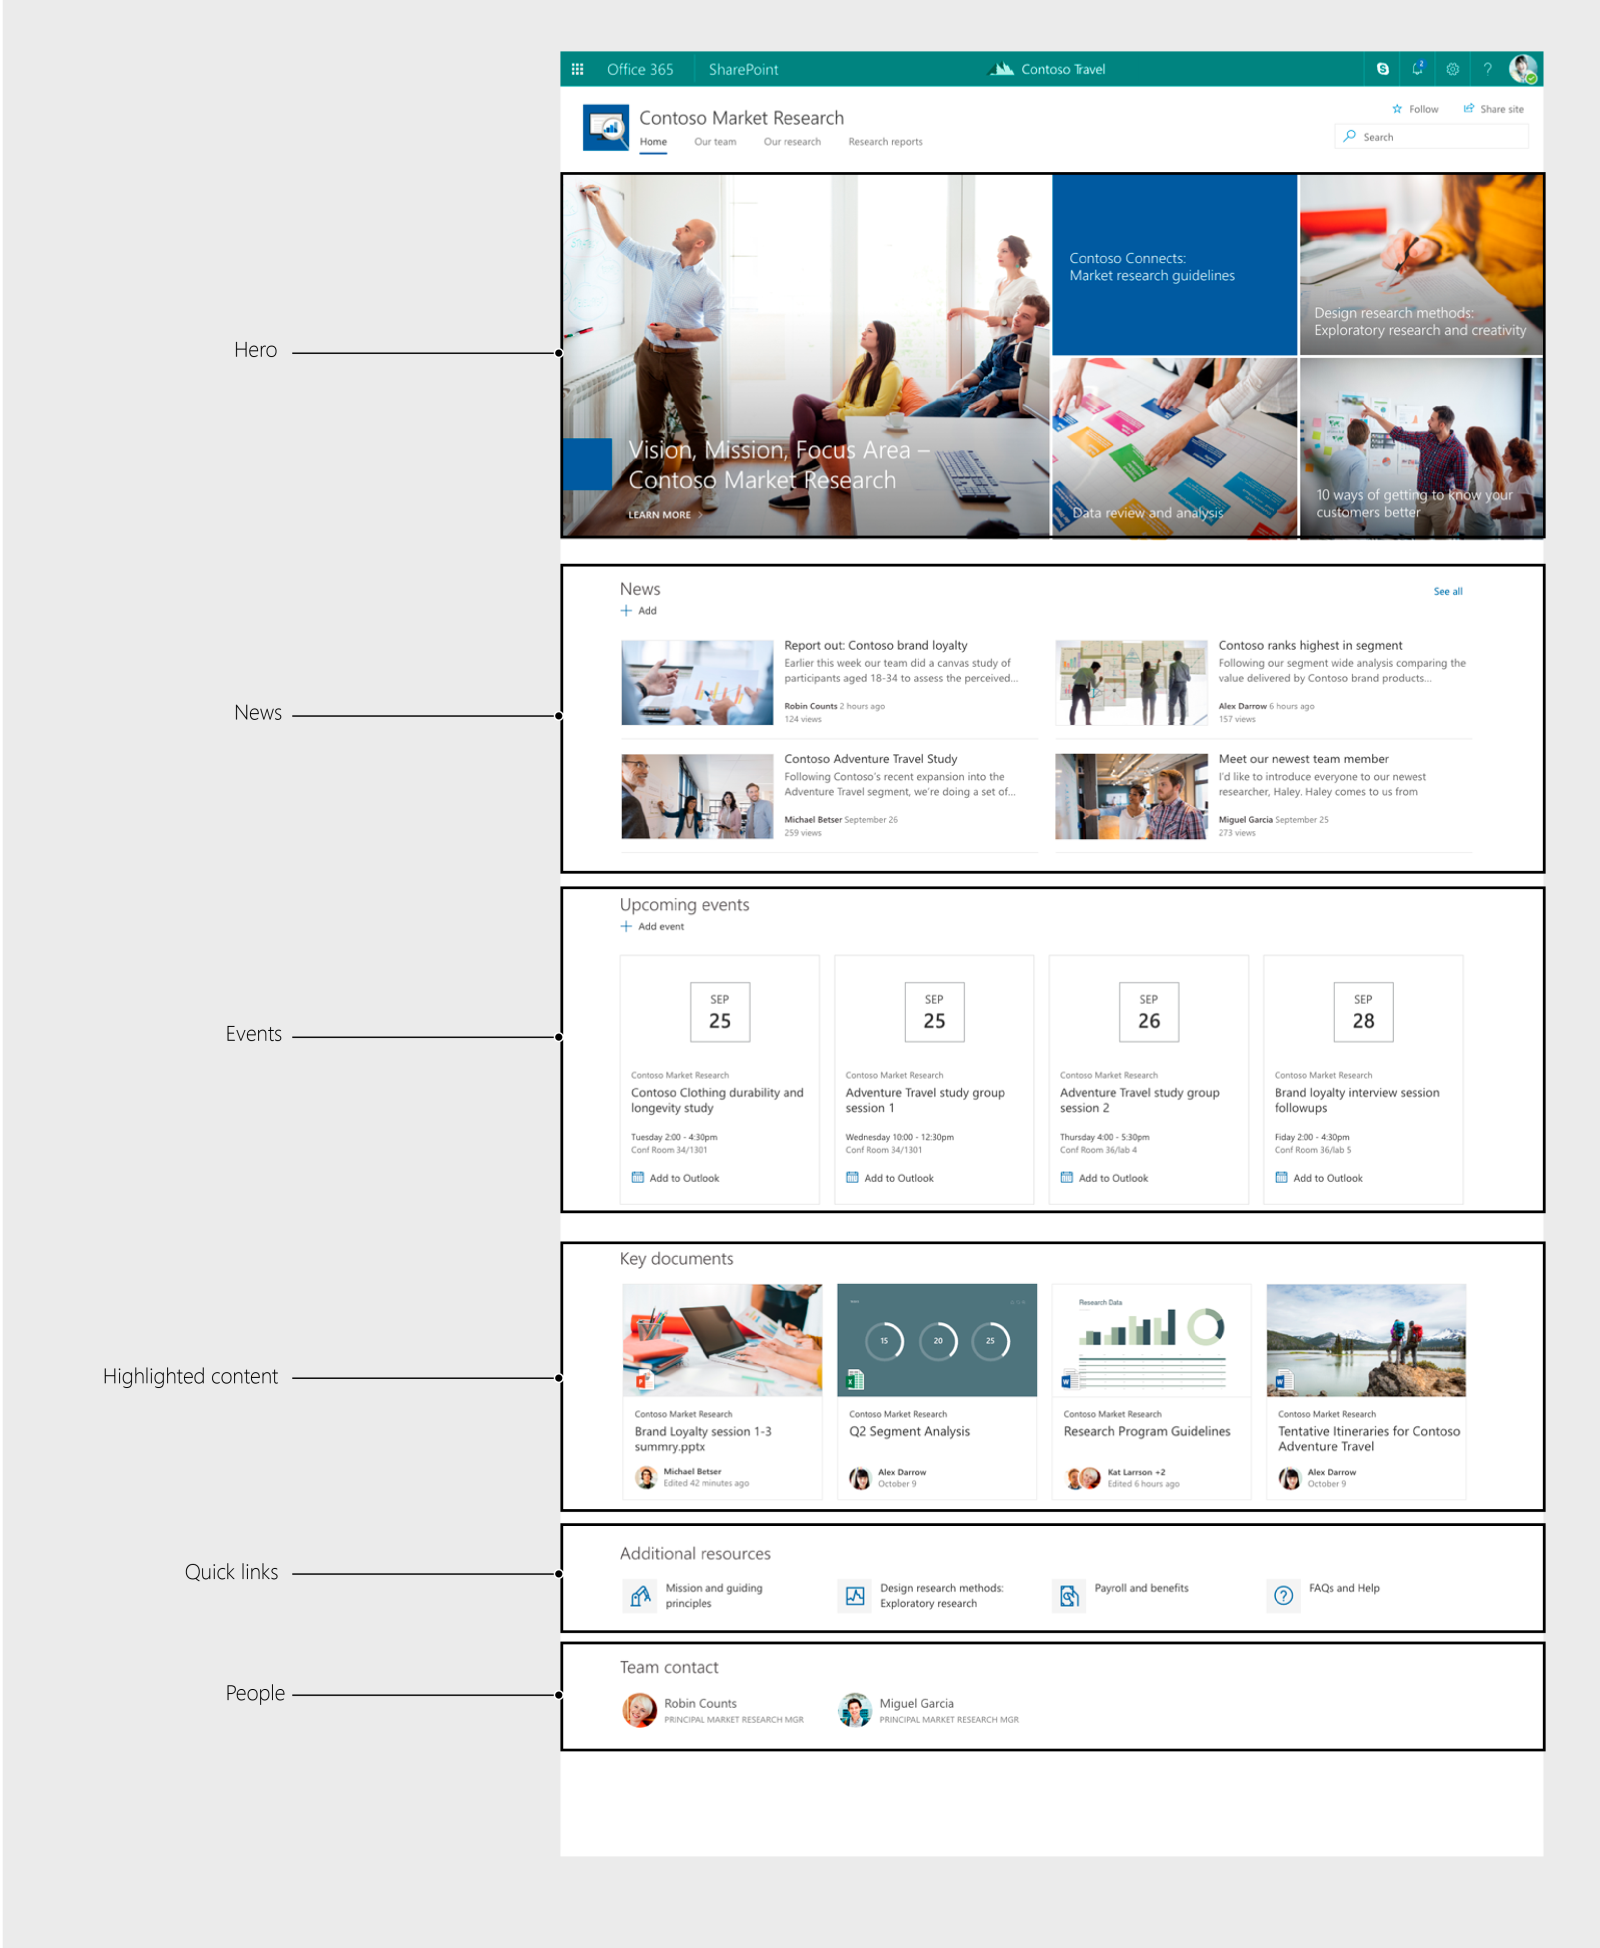 Office 365
SharePoint
Contoso Travel
2
?
Contoso Market Research
Follow
Share site
Home
Our team
Our research
Research reports
Search
Hero
Vision, Mission, Focus Area –
Contoso Market Research
LEARN MORE
Contoso Connects:
Market research guidelines
Design research methods:
Exploratory research and creativity
Data review and analysis
10 ways of getting to know your
customers better
News
News
See all
Add
Report out: Contoso brand loyalty
Earlier this week our team did a canvas study of
participants aged 18-34 to assess the perceived...
Robin Counts 2 hours ago
124 views
Contoso ranks highest in segment
Following our segment wide analysis comparing the
value delivered by Contoso brand products...
Alex Darrow 6 hours ago
157 views
Contoso Adventure Travel Study
Following Contoso's recent expansion into the
Adventure Travel segment, we're doing a set of...
Michael Betser September 26
259 views
Meet our newest team member
I'd like to introduce everyone to our newest
researcher, Haley. Haley comes to us from
Miguel Garcia September 25
273 views
Events
Upcoming events
Add event
SEP
25
Contoso Market Research
Contoso Clothing durability and
longevity study
Tuesday 2:00 - 4:30pm
Conf Room 34/1301
Add to Outlook
SEP
25
Contoso Market Research
Adventure Travel study group
session 1
Wednesday 10:00 - 12:30pm
Conf Room 34/1301
Add to Outlook
SEP
26
Contoso Market Research
Adventure Travel study group
session 2
Thursday 4:00 - 5:30pm
Conf Room 36/lab 4
Add to Outlook
SEP
28
Contoso Market Research
Brand loyalty interview session
followups
Fiday 2:00 - 4:30pm
Conf Room 36/lab 5
Add to Outlook
Highlighted content
Key documents
Contoso Market Research
Brand Loyalty session 1-3
summry.pptx
Michael Betser
Edited 42 minutes ago
15
20
25
Contoso Market Research
Q2 Segment Analysis
Alex Darrow
October 9
Research Data
Contoso Market Research
Research Program Guidelines
Kat Larrson +2
Edited 6 hours ago
Contoso Market Research
Tentative Itineraries for Contoso
Adventure Travel
Alex Darrow
October 9
Quick links
Additional resources
Mission and guiding
principles
Design research methods:
Exploratory research
Payroll and benefits
FAQs and Help
People
Team contact
Robin Counts
PRINCIPAL MARKET RESEARCH MGR
Miguel Garcia
PRINCIPAL MARKET RESEARCH MGR